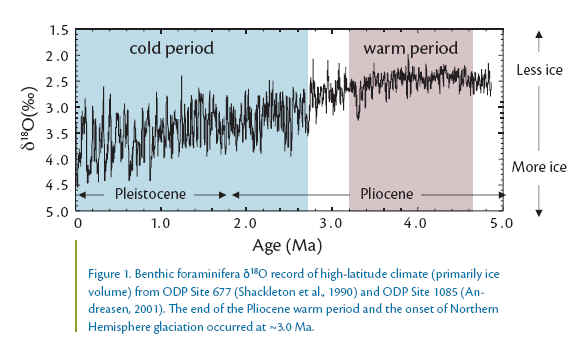 1.5
cold period
warm period
2.0
Less ice
2.5
3.0
δ¹⁸O(‰)
3.5
4.0
More ice
4.5
Pleistocene
Pliocene
5.0
0 1.0 2.0 3.0 4.0 5.0
Age (Ma)
Figure 1. Benthic foraminifera δ¹⁸O record of high-latitude climate (primarily ice
volume) from ODP Site 677 (Shackleton et al., 1990) and ODP Site 1085 (An-
dreasen, 2001). The end of the Pliocene warm period and the onset of Northern
Hemisphere glaciation occurred at ~3.0 Ma.